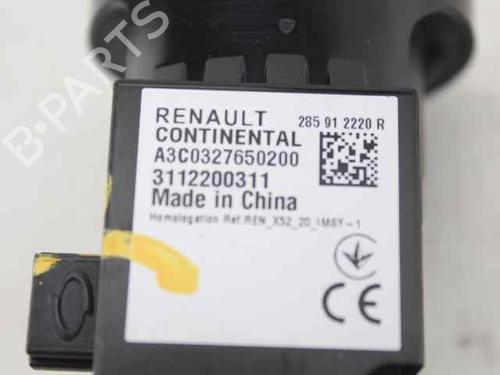 B-PARTS
RENAULT 285 91 2220 R
CONTINENTAL
A3C0327650200
3112200311
Made in China
Homologation Ref:REN_X52_20_IMSY-1
CE